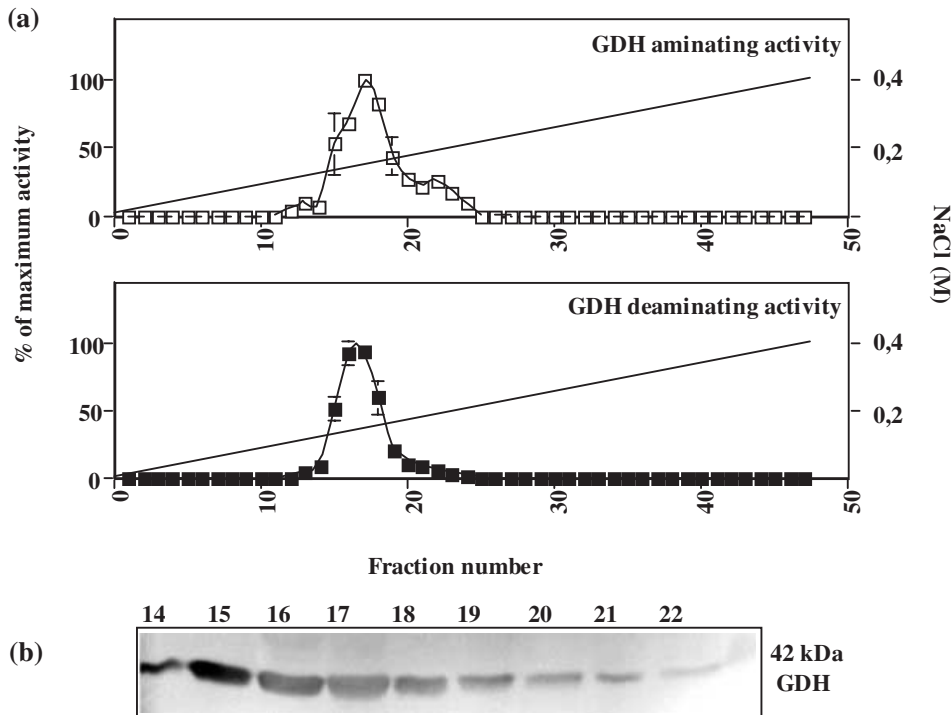 (a)
GDH aminating activity
100
50
0
0,4
0,2
0
10
20
30
40
50
% of maximum activity
NaCl (M)
GDH deaminating activity
100
50
0
0,4
0,2
0
10
20
30
40
50
Fraction number
14 15 16 17 18 19 20 21 22
(b)
42 kDa
GDH